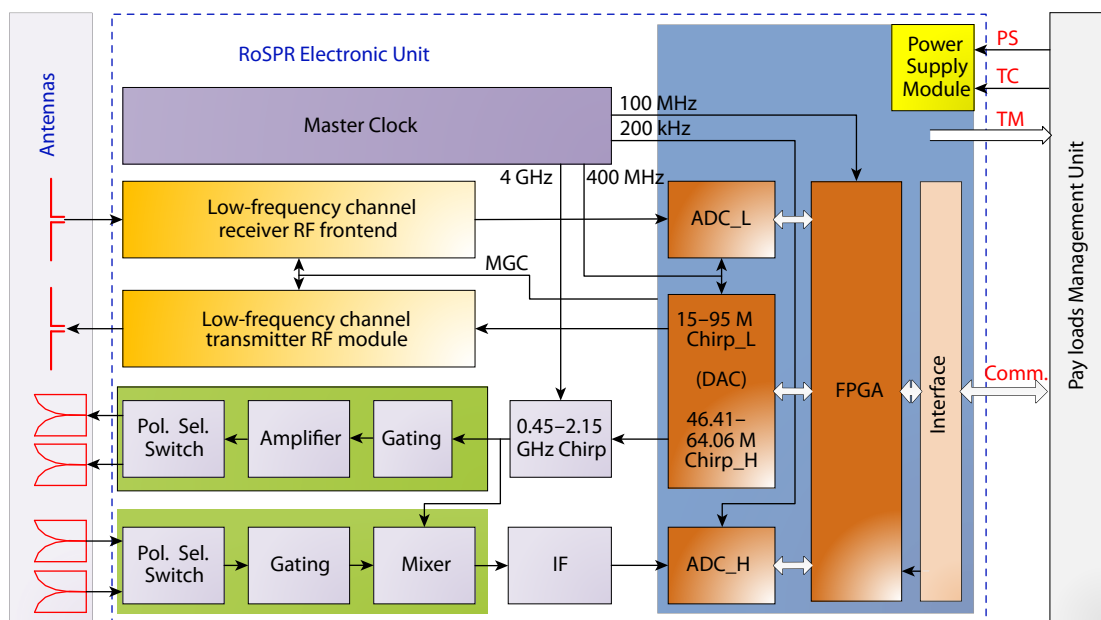 RoSPR Electronic Unit
Antennas
Master Clock
100 MHz
200 kHz
4 GHz
400 MHz
Power
Supply
Module
PS
TC
TM
Pay loads Management Unit
Low-frequency channel
receiver RF frontend
ADC_L
MGC
Low-frequency channel
transmitter RF module
15–95 M
Chirp_L
(DAC)
46.41–
64.06 M
Chirp_H
FPGA
Interface
Comm.
Pol. Sel.
Switch
Amplifier
Gating
0.45–2.15
GHz Chirp
Pol. Sel.
Switch
Gating
Mixer
IF
ADC_H